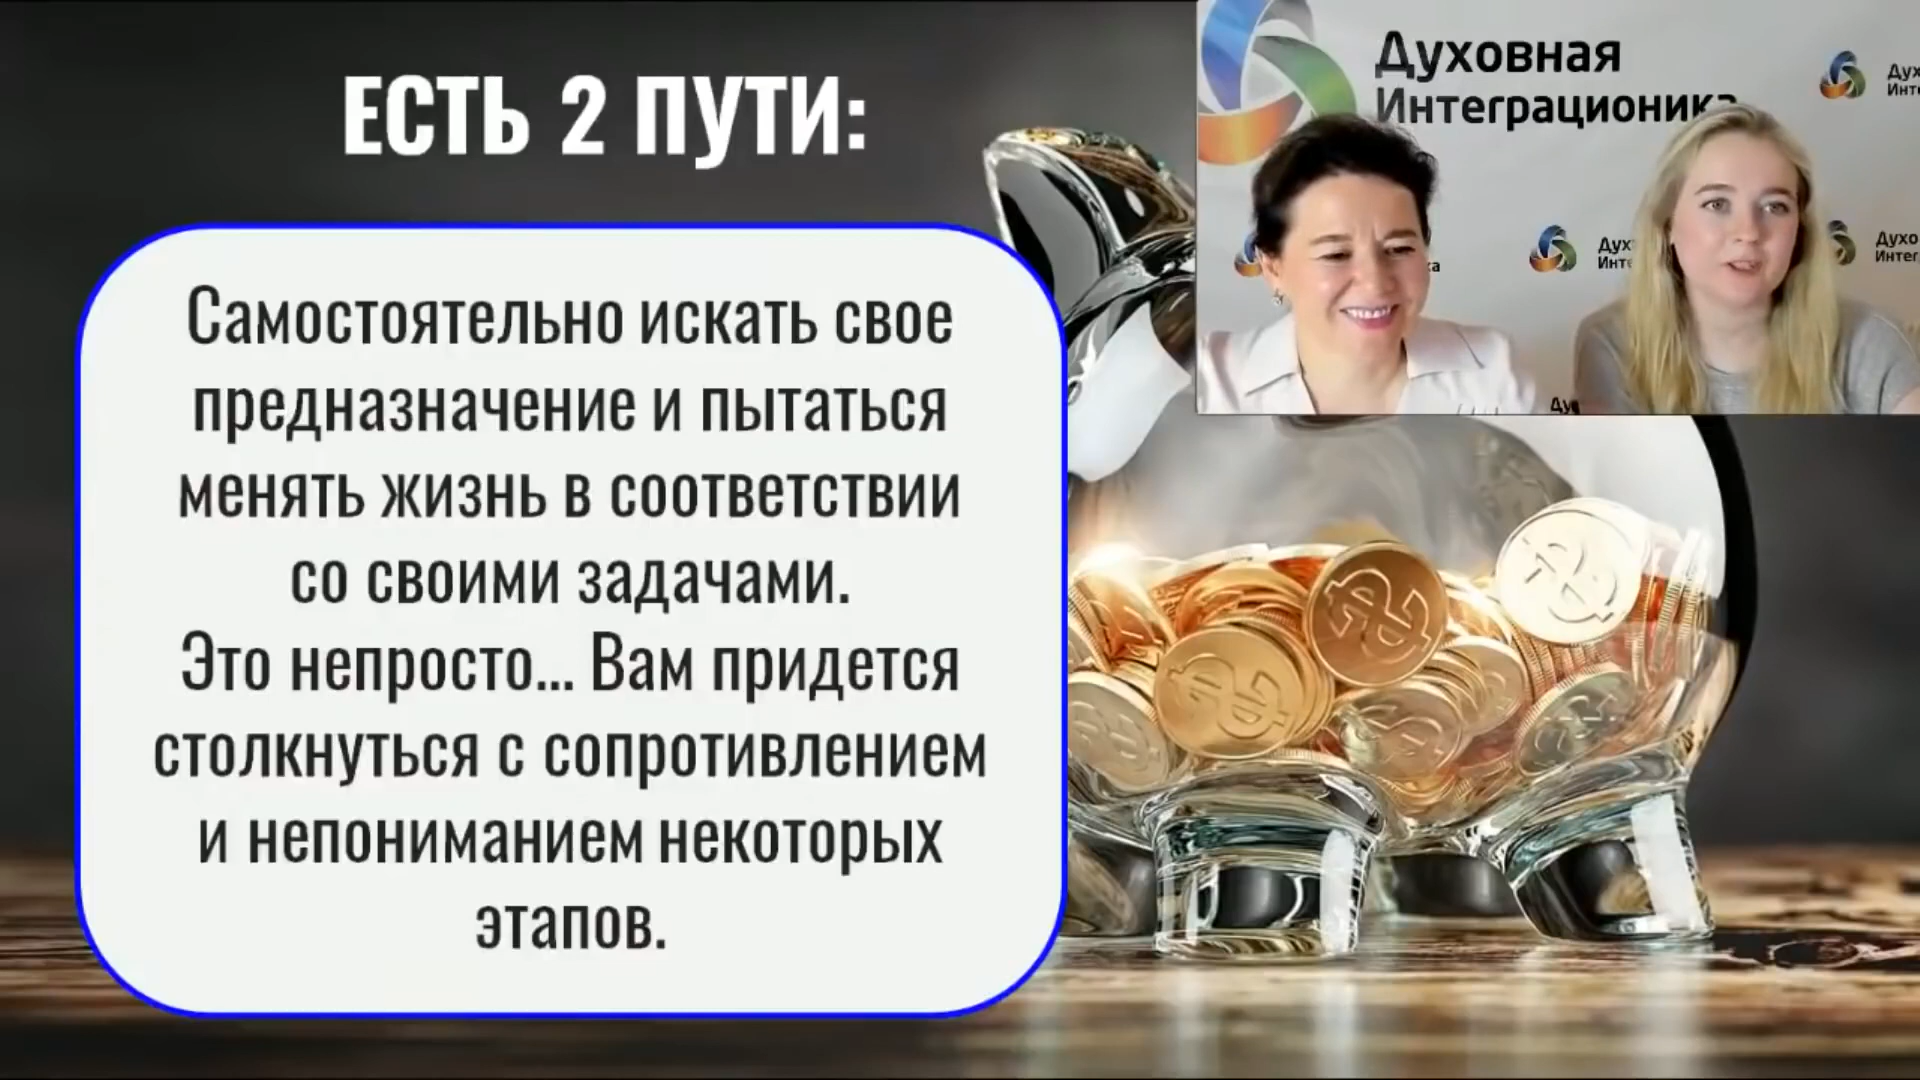 ЕСТЬ 2 ПУТИ:
Самостоятельно искать свое
предназначение и пытаться
менять жизнь в соответствии
со своими задачами.
Это непросто... Вам придется
столкнуться с сопротивлением
и непониманием некоторых
этапов.
Духовная
Интеграционика